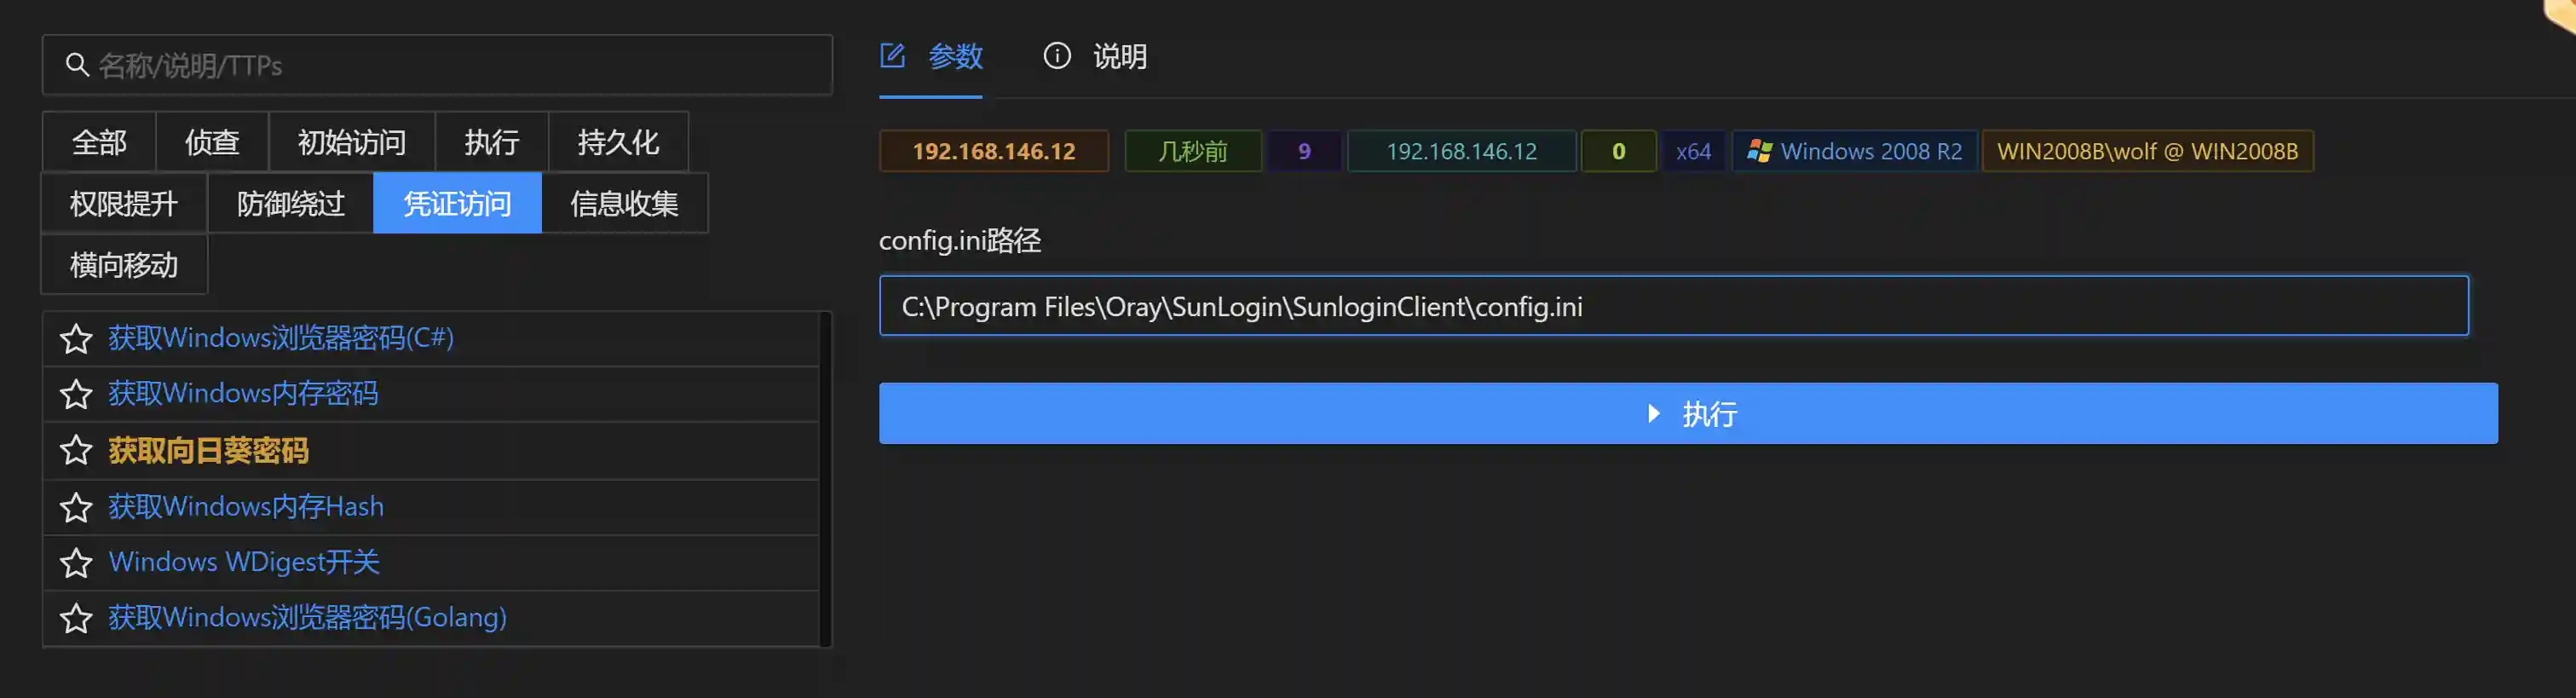 名称/说明/TTPs
全部 侦查 初始访问 执行 持久化
权限提升 防御绕过 凭证访问 信息收集
横向移动
获取Windows浏览器密码(C#)
获取Windows内存密码
获取向日葵密码
获取Windows内存Hash
Windows WDigest开关
获取Windows浏览器密码(Golang)
参数 说明
192.168.146.12 几秒前 9 192.168.146.12 0 x64 Windows 2008 R2 WIN2008B\wolf @ WIN2008B
config.ini路径
C:\Program Files\Oray\SunLogin\SunloginClient\config.ini
执行